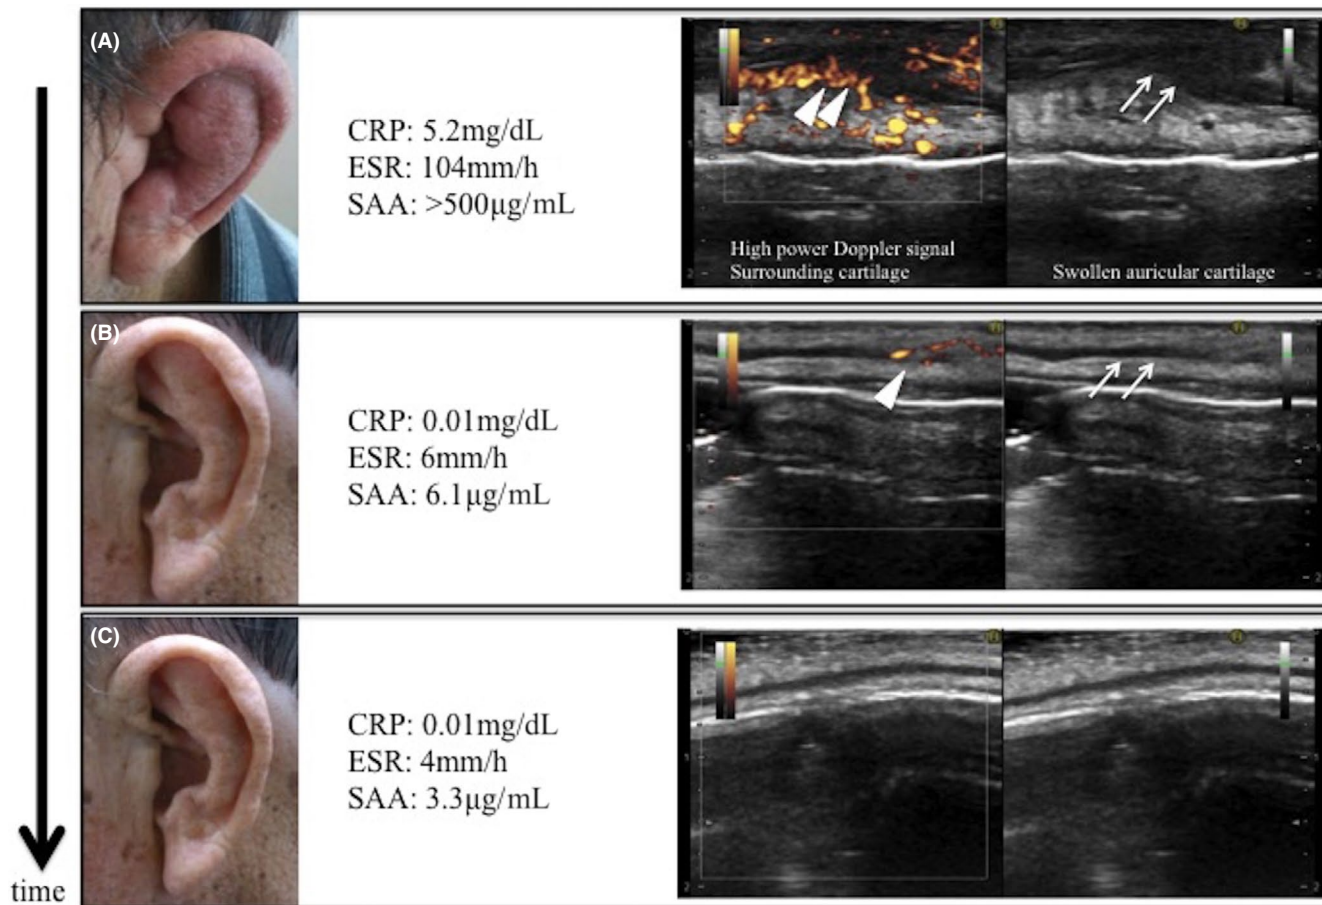 (A)
CRP: 5.2mg/dL
ESR: 104mm/h
SAA: >500µg/mL
High power Doppler signal
Surrounding cartilage
Swollen auricular cartilage
(B)
CRP: 0.01mg/dL
ESR: 6mm/h
SAA: 6.1µg/mL
(C)
CRP: 0.01mg/dL
ESR: 4mm/h
SAA: 3.3µg/mL
time